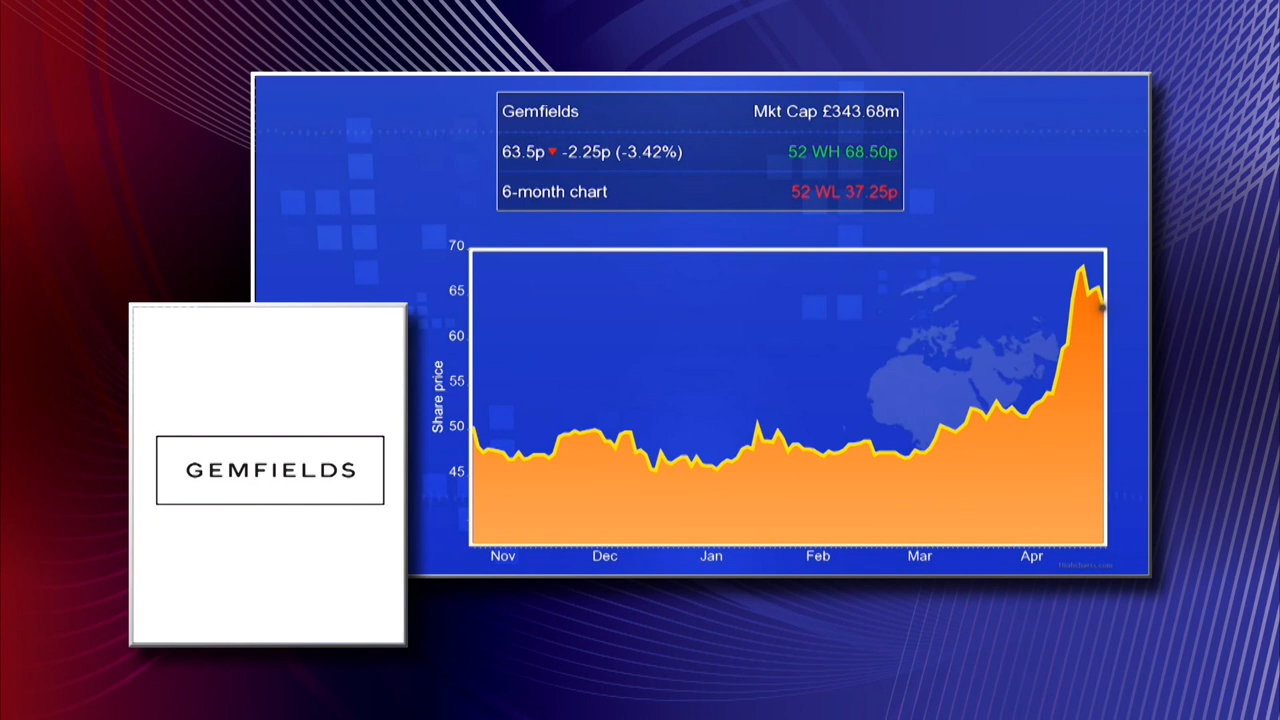 Gemfields Mkt Cap £343.68m
63.5p -2.25p (-3.42%) 52 WH 68.50p
6-month chart 52 WL 37.25p
70
65
60
55
50
45
Share price
Nov Dec Jan Feb Mar Apr
GEMFIELDS